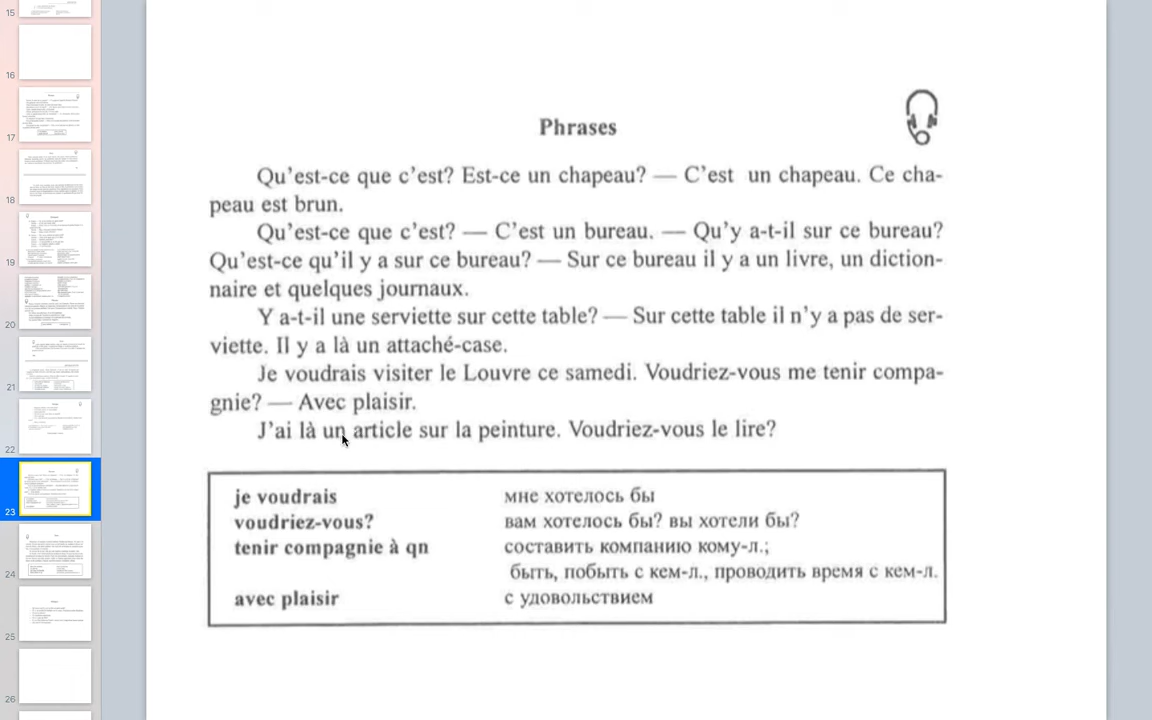 Phrases
Qu'est-ce que c'est? Est-ce un chapeau? — C'est un chapeau. Ce cha-
peau est brun.
Qu'est-ce que c'est? — C'est un bureau. — Qu'y a-t-il sur ce bureau?
Qu'est-ce qu'il y a sur ce bureau? — Sur ce bureau il y a un livre, un diction-
naire et quelques journaux.
Y a-t-il une serviette sur cette table? — Sur cette table il n'y a pas de ser-
viette. Il y a là un attaché-case.
Je voudrais visiter le Louvre ce samedi. Voudriez-vous me tenir compa-
gnie? — Avec plaisir.
J'ai là un article sur la peinture. Voudriez-vous le lire?
je voudrais мне хотелось бы
voudriez-vous? вам хотелось бы? вы хотели бы?
tenir compagnie à qn составить компанию кому-л.;
быть, побыть с кем-л., проводить время с кем-л.
avec plaisir с удовольствием
15
16
17
18
19
20
21
22
23
24
25
26